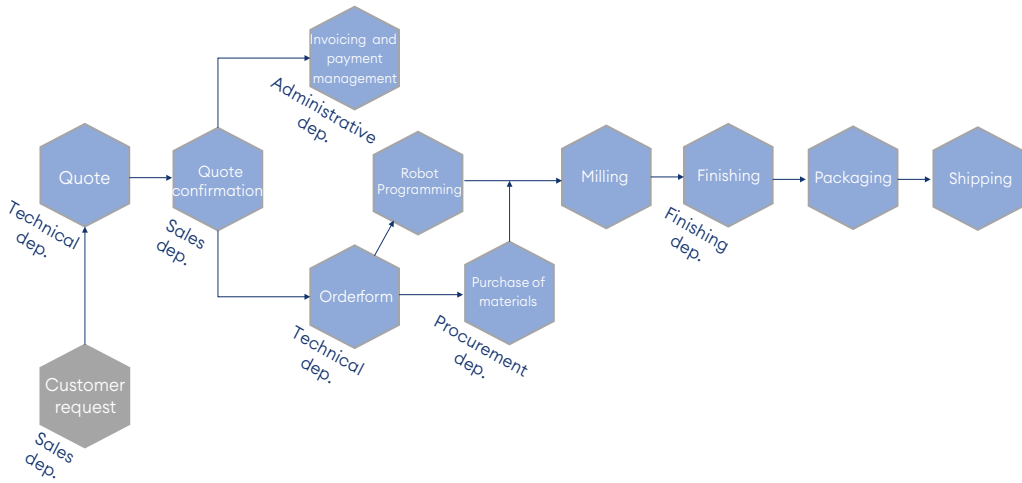 Invoicing and
payment
management
Administrative
dep.
Quote
Technical
dep.
Quote
confirmation
Sales
dep.
Robot
Programming
Milling
Finishing
Finishing
dep.
Packaging
Shipping
Orderform
Technical
dep.
Purchase of
materials
Procurement
dep.
Customer
request
Sales
dep.